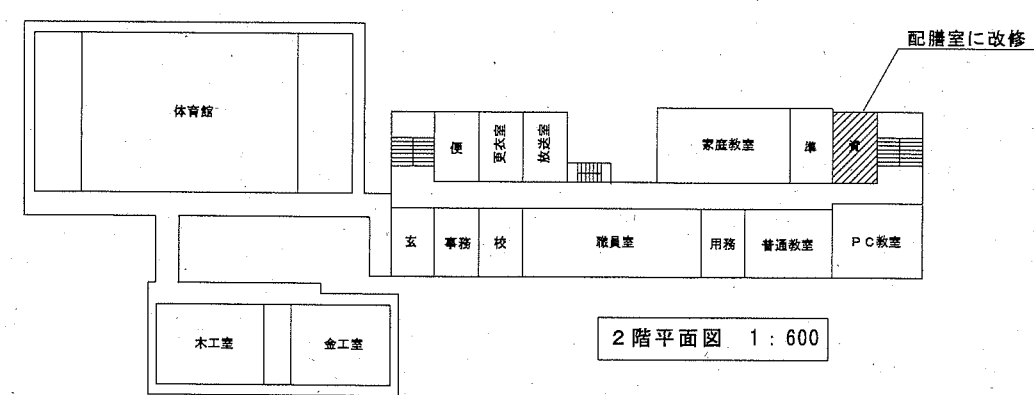 配膳室に改修
体育館
便
更衣室
放送室
家庭教室
準
資
玄
事務
校
職員室
用務
普通教室
PC教室
木工室
金工室
2階平面図 1:600